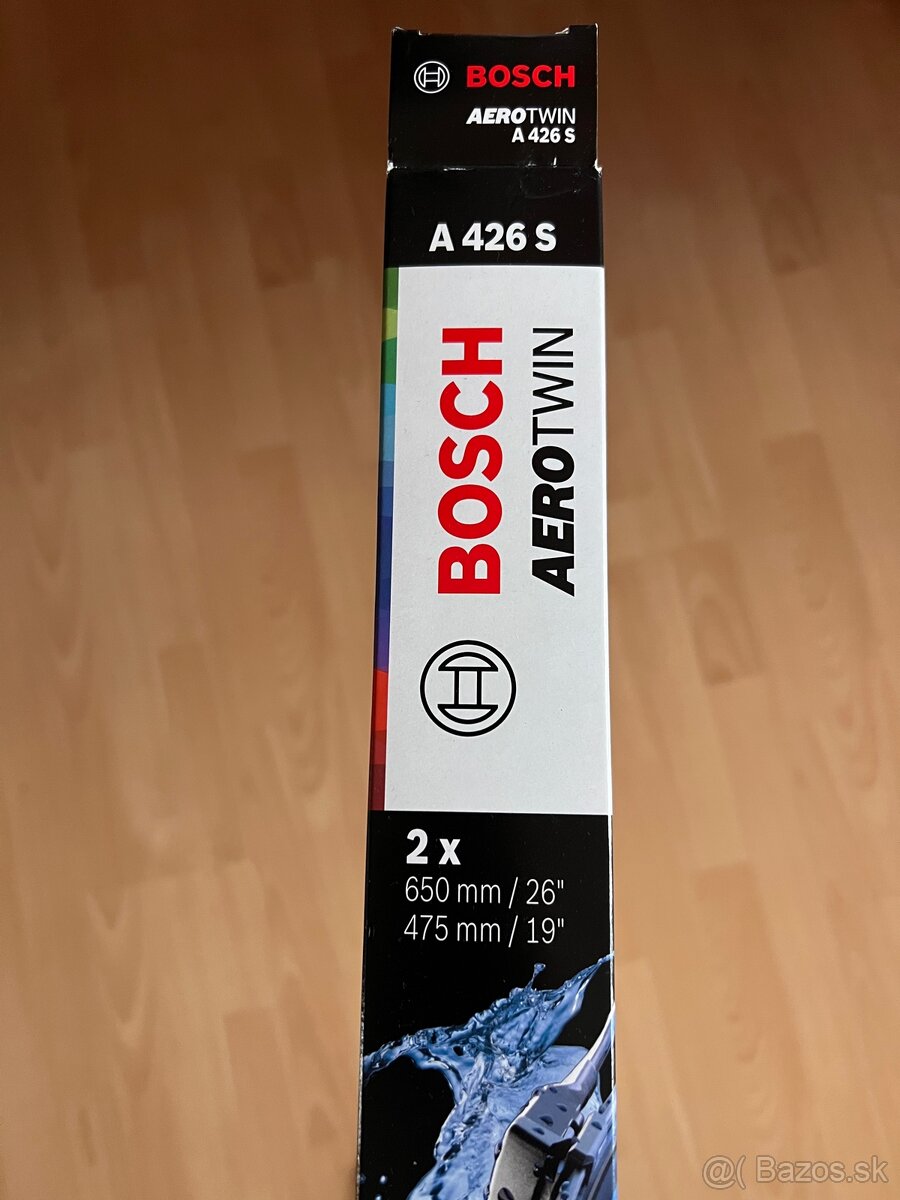 BOSCH
AEROTWIN
A 426 S
A 426 S
BOSCH
AEROTWIN
2 x
650 mm / 26"
475 mm / 19"
@( Bazos.sk